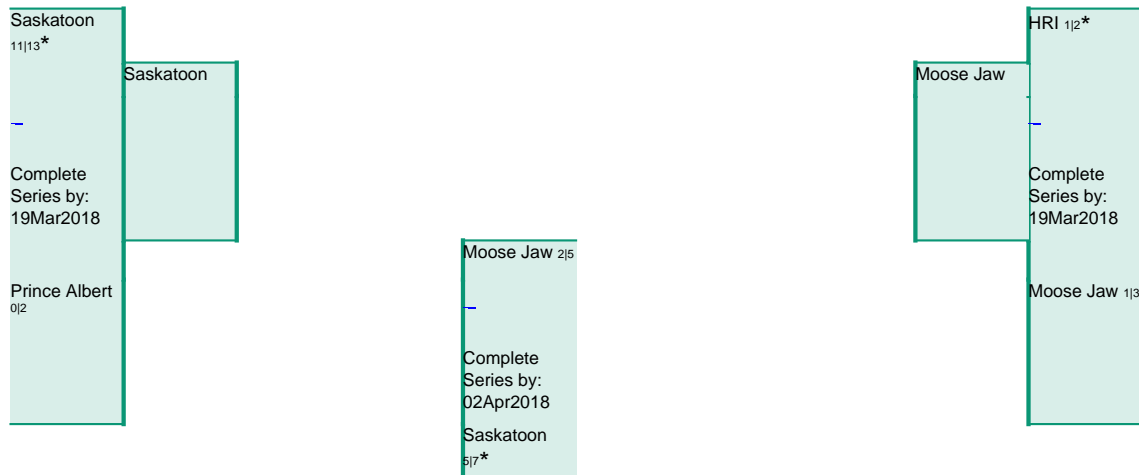 Saskatoon
11|13*
Complete
Series by:
19Mar2018
Prince Albert
0|2
Saskatoon
Moose Jaw 2|5
Complete
Series by:
02Apr2018
Saskatoon
5|7*
Moose Jaw
HRI 1|2*
Complete
Series by:
19Mar2018
Moose Jaw 1|3